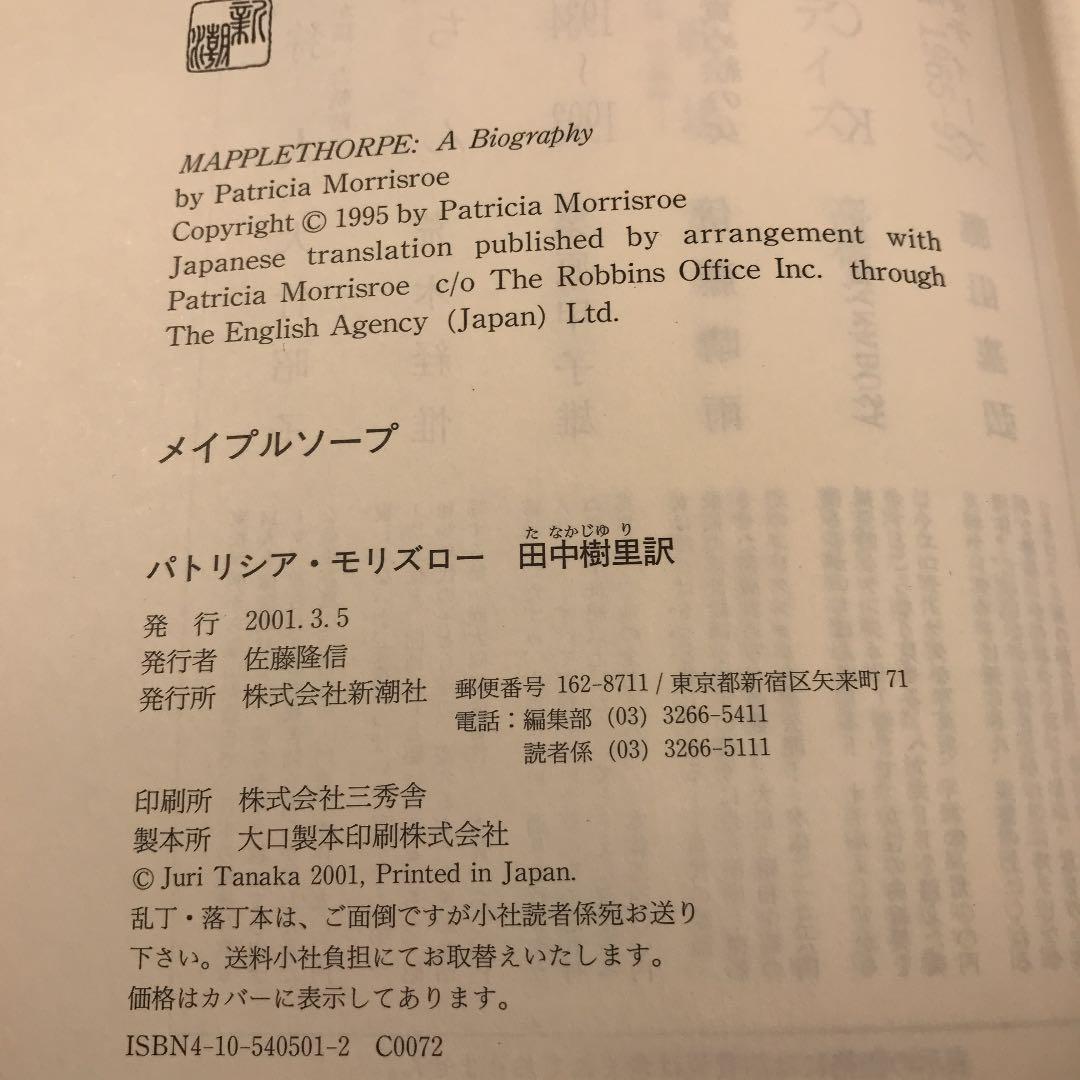 新潮
MAPPLETHORPE: A Biography
by Patricia Morrisroe
Copyright © 1995 by Patricia Morrisroe
Japanese translation published by arrangement with
Patricia Morrisroe c/o The Robbins Office Inc. through
The English Agency (Japan) Ltd.
メイプルソープ
た なかじゆ り
パトリシア・モリズロー 田中樹里訳
発 行 2001.3.5
発行者 佐藤隆信
発行所 株式会社新潮社 郵便番号 162-8711 / 東京都新宿区矢来町71
電話：編集部 (03) 3266-5411
読者係 (03) 3266-5111
印刷所 株式会社三秀舎
製本所 大口製本印刷株式会社
© Juri Tanaka 2001, Printed in Japan.
乱丁・落丁本は、ご面倒ですが小社読者係宛お送り
下さい。送料小社負担にてお取替えいたします。
価格はカバーに表示してあります。
ISBN4-10-540501-2 C0072